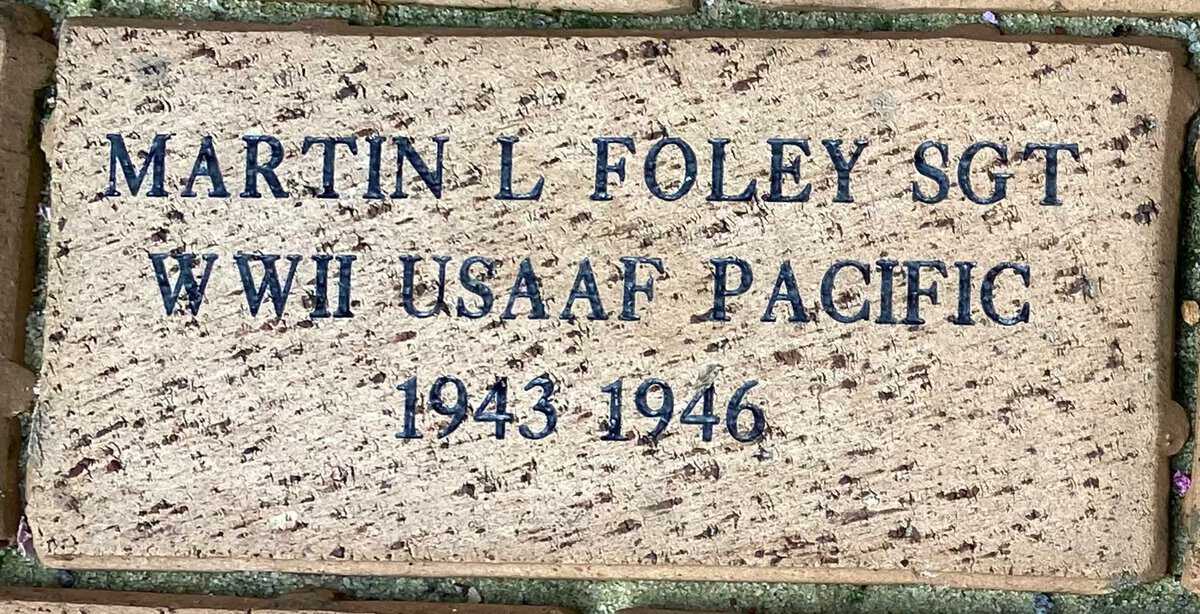 MARTIN L FOLEY SGT
WWII USAAF PACIFIC
1943 1946